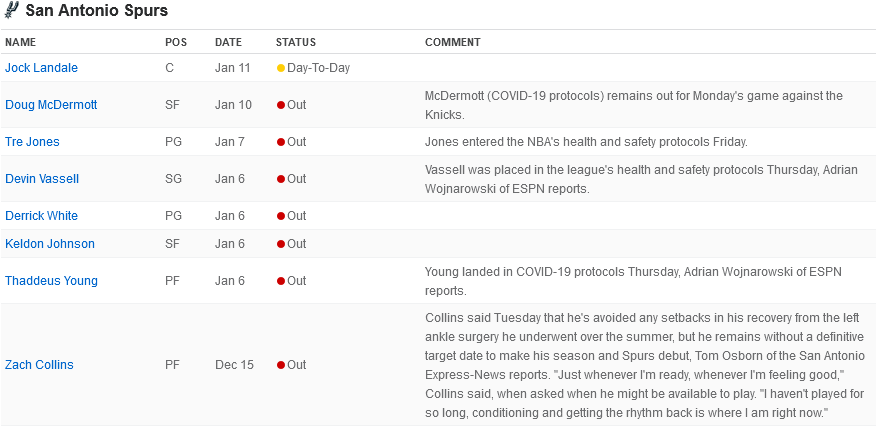 San Antonio Spurs
NAME POS DATE STATUS COMMENT
Jock Landale C Jan 11 Day-To-Day
Doug McDermott SF Jan 10 Out McDermott (COVID-19 protocols) remains out for Monday's game against the
Knicks.
Tre Jones PG Jan 7 Out Jones entered the NBA's health and safety protocols Friday.
Devin Vassell SG Jan 6 Out Vassell was placed in the league's health and safety protocols Thursday, Adrian
Wojnarowski of ESPN reports.
Derrick White PG Jan 6 Out
Keldon Johnson SF Jan 6 Out
Thaddeus Young PF Jan 6 Out Young landed in COVID-19 protocols Thursday, Adrian Wojnarowski of ESPN
reports.
Zach Collins PF Dec 15 Out Collins said Tuesday that he's avoided any setbacks in his recovery from the left
ankle surgery he underwent over the summer, but he remains without a definitive
target date to make his season and Spurs debut, Tom Osborn of the San Antonio
Express-News reports. "Just whenever I'm ready, whenever I'm feeling good,"
Collins said, when asked when he might be available to play. "I haven't played for
so long, conditioning and getting the rhythm back is where I am right now."